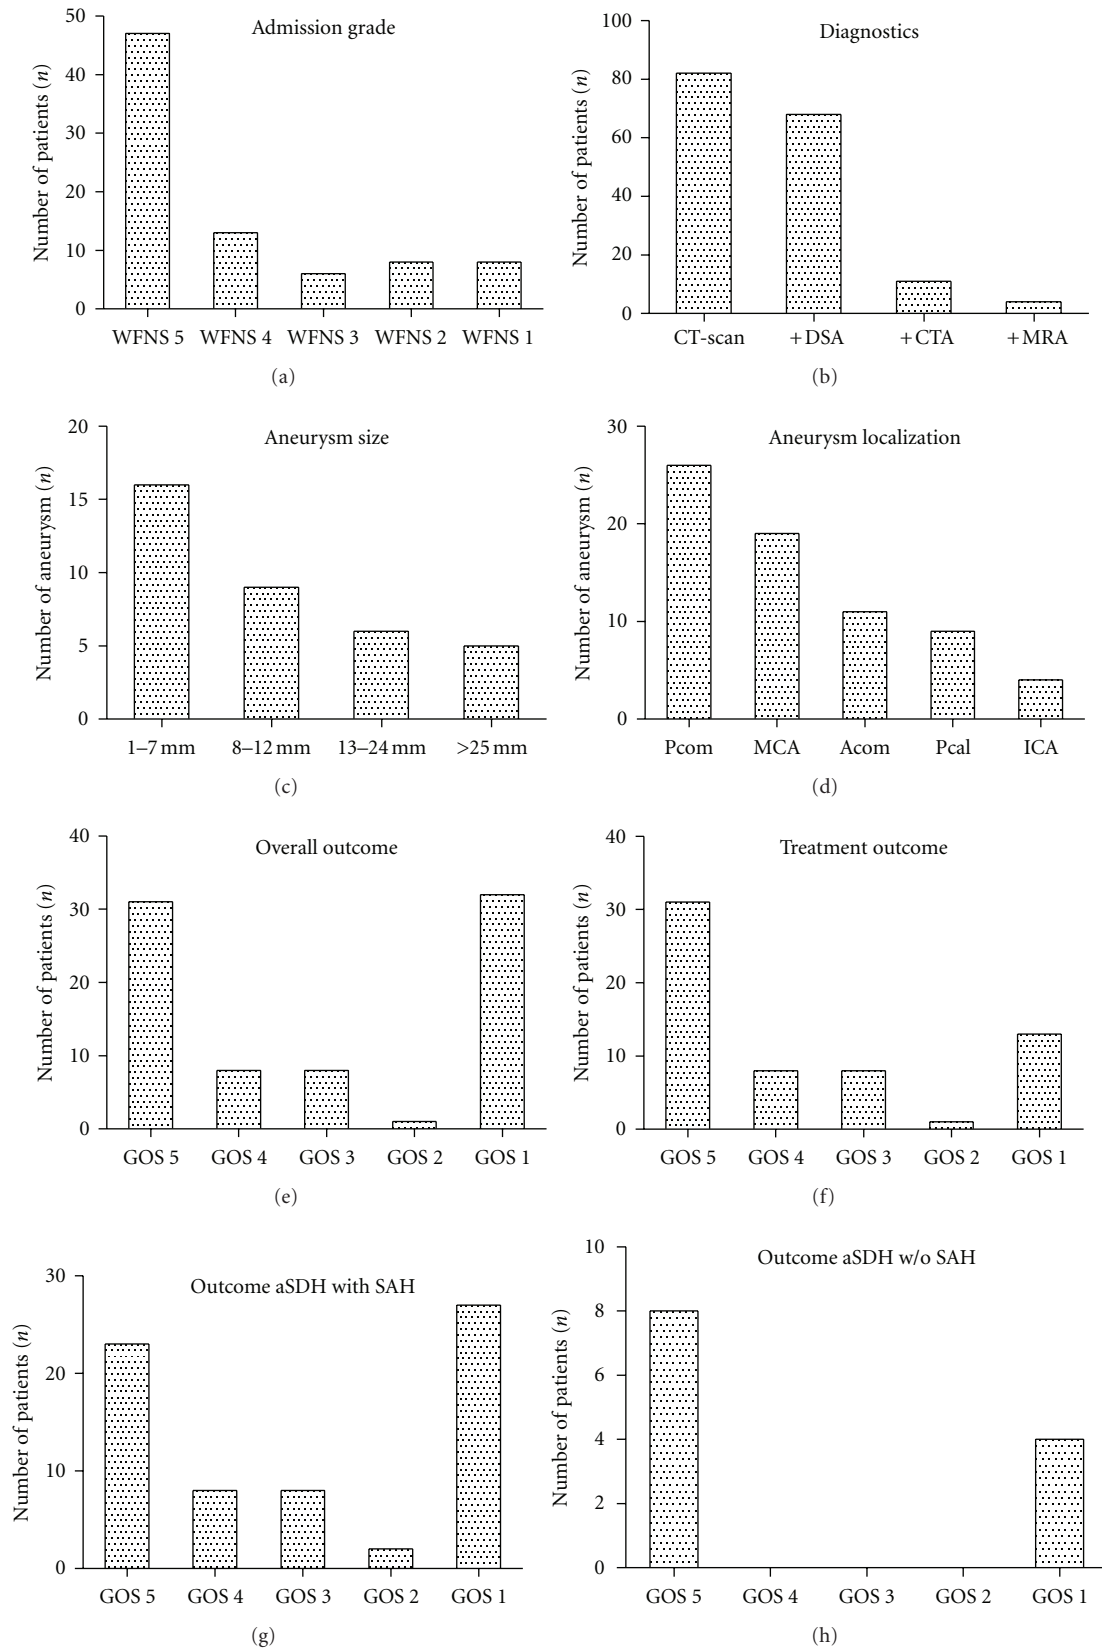 Admission grade
Number of patients (n)
50
40
30
20
10
0
WFNS 5 WFNS 4 WFNS 3 WFNS 2 WFNS 1
(a)
Diagnostics
Number of patients (n)
100
80
60
40
20
0
CT-scan +DSA +CTA +MRA
(b)
Aneurysm size
Number of aneurysm (n)
20
15
10
5
0
1–7 mm 8–12 mm 13–24 mm >25 mm
(c)
Aneurysm localization
Number of aneurysm (n)
30
20
10
0
Pcom MCA Acom Pcal ICA
(d)
Overall outcome
Number of patients (n)
40
30
20
10
0
GOS 5 GOS 4 GOS 3 GOS 2 GOS 1
(e)
Treatment outcome
Number of patients (n)
40
30
20
10
0
GOS 5 GOS 4 GOS 3 GOS 2 GOS 1
(f)
Outcome aSDH with SAH
Number of patients (n)
30
20
10
0
GOS 5 GOS 4 GOS 3 GOS 2 GOS 1
(g)
Outcome aSDH w/o SAH
Number of patients (n)
10
8
6
4
2
0
GOS 5 GOS 4 GOS 3 GOS 2 GOS 1
(h)